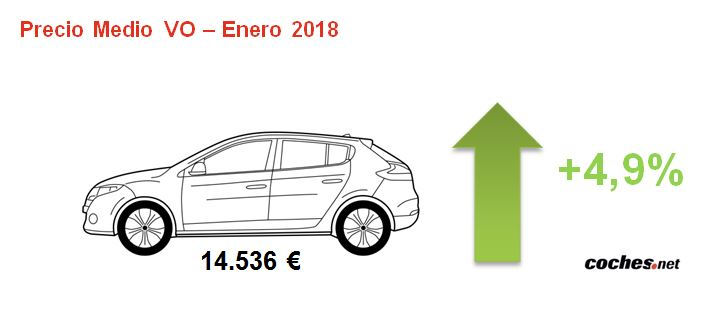 Precio Medio VO – Enero 2018
+4,9%
14.536 €
coches.net